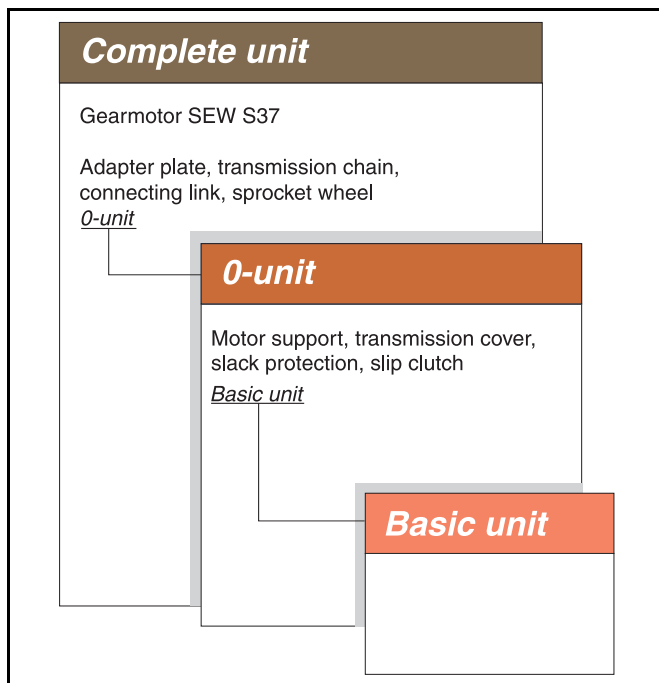 Complete unit
Gearmotor SEW S37
Adapter plate, transmission chain,
connecting link, sprocket wheel
0-unit
0-unit
Motor support, transmission cover,
slack protection, slip clutch
Basic unit
Basic unit